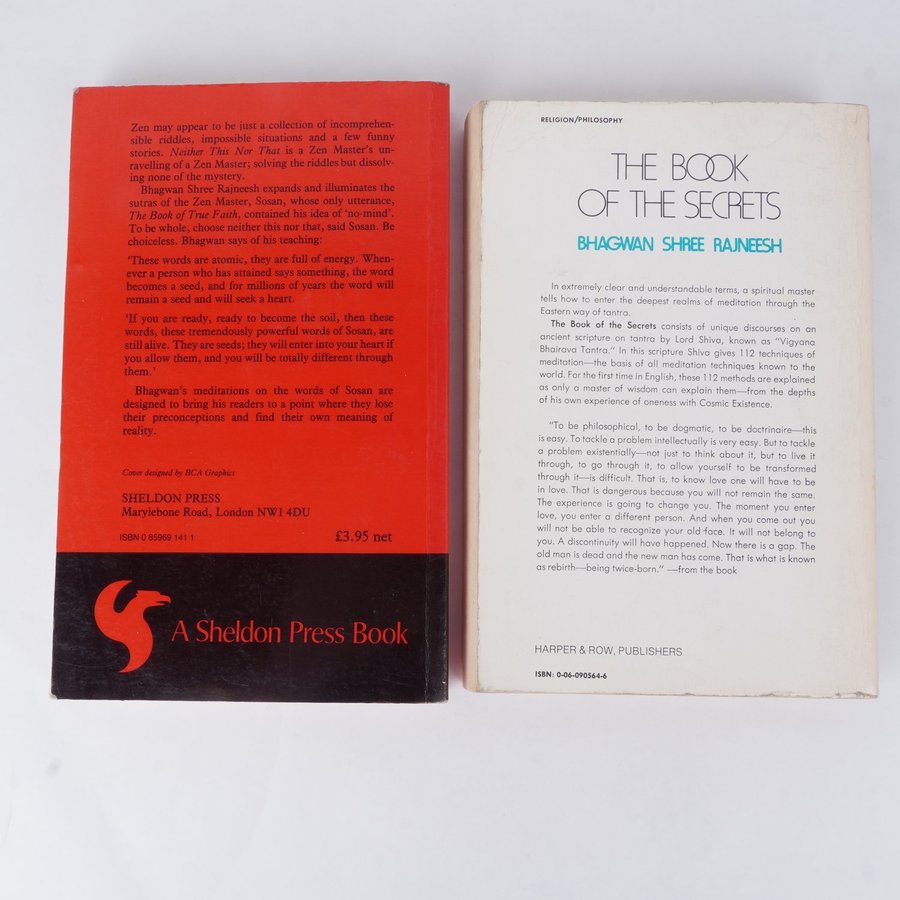 Zen may appear to be just a collection of incomprehen-
sible riddles, impossible situations and a few funny
stories. Neither This Nor That is a Zen Master's un-
ravelling of a Zen Master; solving the riddles but dissolv-
ing none of the mystery.
Bhagwan Shree Rajneesh expands and illuminates the
sutras of the Zen Master, Sosan, whose only utterance,
The Book of True Faith, contained his idea of 'no-mind'.
To be whole, choose neither this nor that, said Sosan. Be
choiceless. Bhagwan says of his teaching:
'These words are atomic, they are full of energy. When-
ever a person who has attained says something, the word
becomes a seed, and for millions of years the word will
remain a seed and will seek a heart.
'If you are ready, ready to become the soil, then these
words, these tremendously powerful words of Sosan, are
still alive. They are seeds; they will enter into your heart if
you allow them, and you will be totally different through
them.'
Bhagwan's meditations on the words of Sosan are
designed to bring his readers to a point where they lose
their preconceptions and find their own meaning of
reality.
Cover designed by BCA Graphics
SHELDON PRESS
Marylebone Road, London NW1 4DU
ISBN 0 85969 141 1
£3.95 net
A Sheldon Press Book
RELIGION/PHILOSOPHY
THE BOOK
OF THE SECRETS
BHAGWAN SHREE RAJNEESH
In extremely clear and understandable terms, a spiritual master
tells how to enter the deepest realms of meditation through the
Eastern way of tantra.
The Book of the Secrets consists of unique discourses on an
ancient scripture on tantra by Lord Shiva, known as "Vigyana
Bhairava Tantra." In this scripture Shiva gives 112 techniques of
meditation—the basis of all meditation techniques known to the
world. For the first time in English, these 112 methods are explained
as only a master of wisdom can explain them—from the depths
of his own experience of oneness with Cosmic Existence.
"To be philosophical, to be dogmatic, to be doctrinaire—this
is easy. To tackle a problem intellectually is very easy. But to tackle
a problem existentially—not just to think about it, but to live it
through, to go through it, to allow yourself to be transformed
through it—is difficult. That is, to know love one will have to be
in love. That is dangerous because you will not remain the same.
The experience is going to change you. The moment you enter
love, you enter a different person. And when you come out you
will not be able to recognize your old face. It will not belong to
you. A discontinuity will have happened. Now there is a gap. The
old man is dead and the new man has come. That is what is known
as rebirth—being twice-born." —from the book
HARPER & ROW, PUBLISHERS
ISBN: 0-06-090564-6